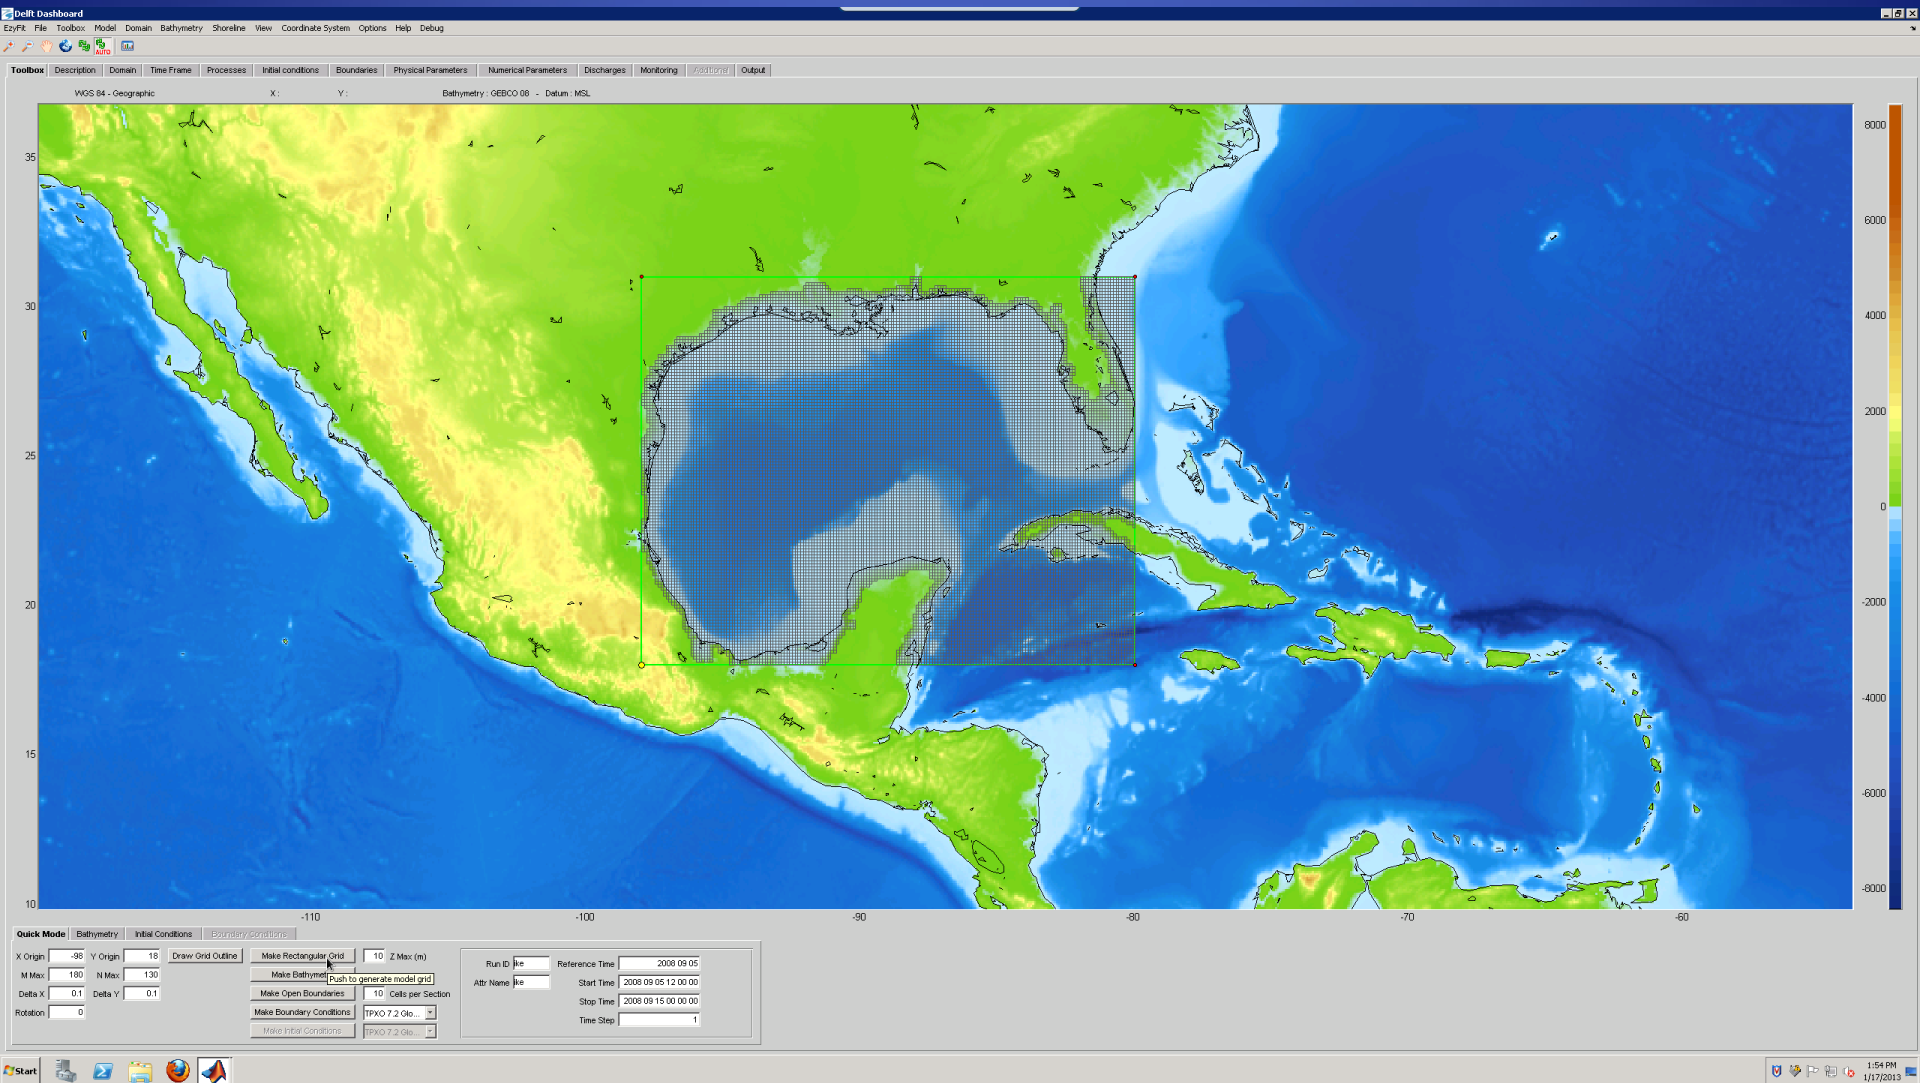 Delft Dashboard
EzyFit File Toolbox Model Domain Bathymetry Shoreline View Coordinate System Options Help Debug
AUTO
Toolbox Description Domain Time Frame Processes Initial conditions Boundaries Physical Parameters Numerical Parameters Discharges Monitoring Additional Output
WGS 84 - Geographic X : Y : Bathymetry : GEBCO 08 - Datum : MSL
35
30
25
20
15
10
-110 -100 -90 -80 -70 -60
8000
6000
4000
2000
0
-2000
-4000
-6000
-8000
Quick Mode Bathymetry Initial Conditions Boundary Conditions
X Origin -98 Y Origin 18 Draw Grid Outline Make Rectangular Grid 10 Z Max (m)
M Max 180 N Max 130 Make Bathymet
Push to generate model grid
Delta X 0.1 Delta Y 0.1 Make Open Boundaries 10 Cells per Section
Rotation 0 Make Boundary Conditions TPXO 7.2 Glo...
Make Initial Conditions TPXO 7.2 Glo...
Run ID ike Reference Time 2008 09 05
Attr Name ike Start Time 2008 09 05 12 00 00
Stop Time 2008 09 15 00 00 00
Time Step 1
Start
1:54 PM
1/17/2013